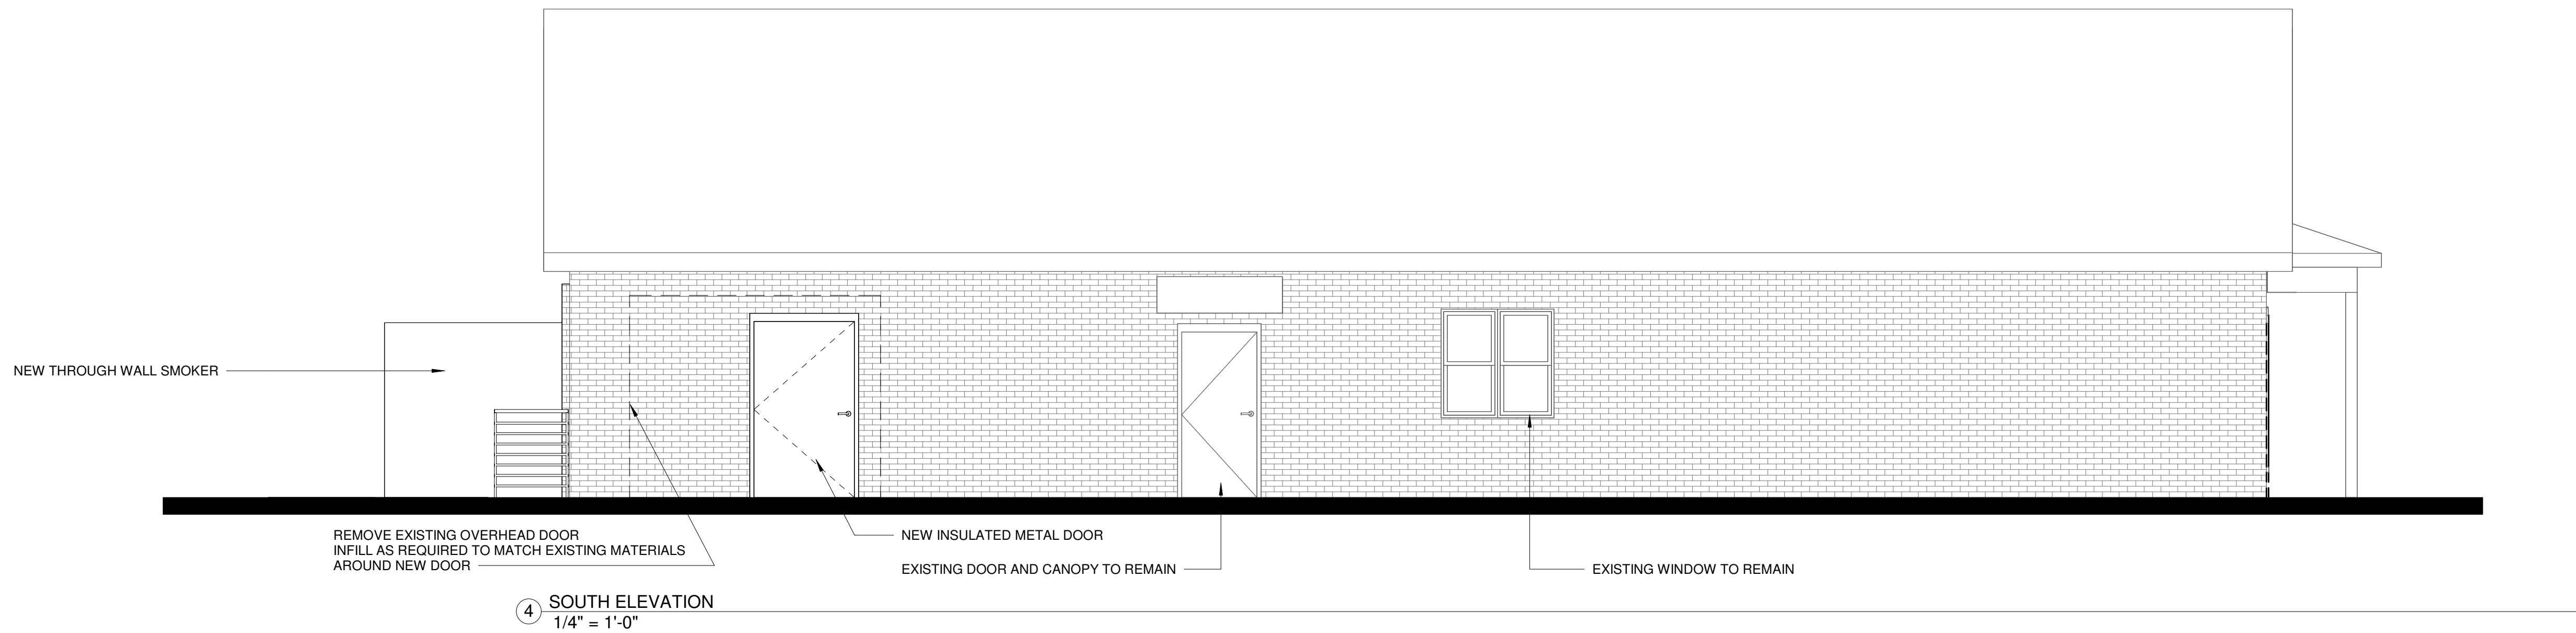 NEW THROUGH WALL SMOKER
REMOVE EXISTING OVERHEAD DOOR
INFILL AS REQUIRED TO MATCH EXISTING MATERIALS
AROUND NEW DOOR
NEW INSULATED METAL DOOR
EXISTING DOOR AND CANOPY TO REMAIN
EXISTING WINDOW TO REMAIN
4 SOUTH ELEVATION
1/4" = 1'-0"